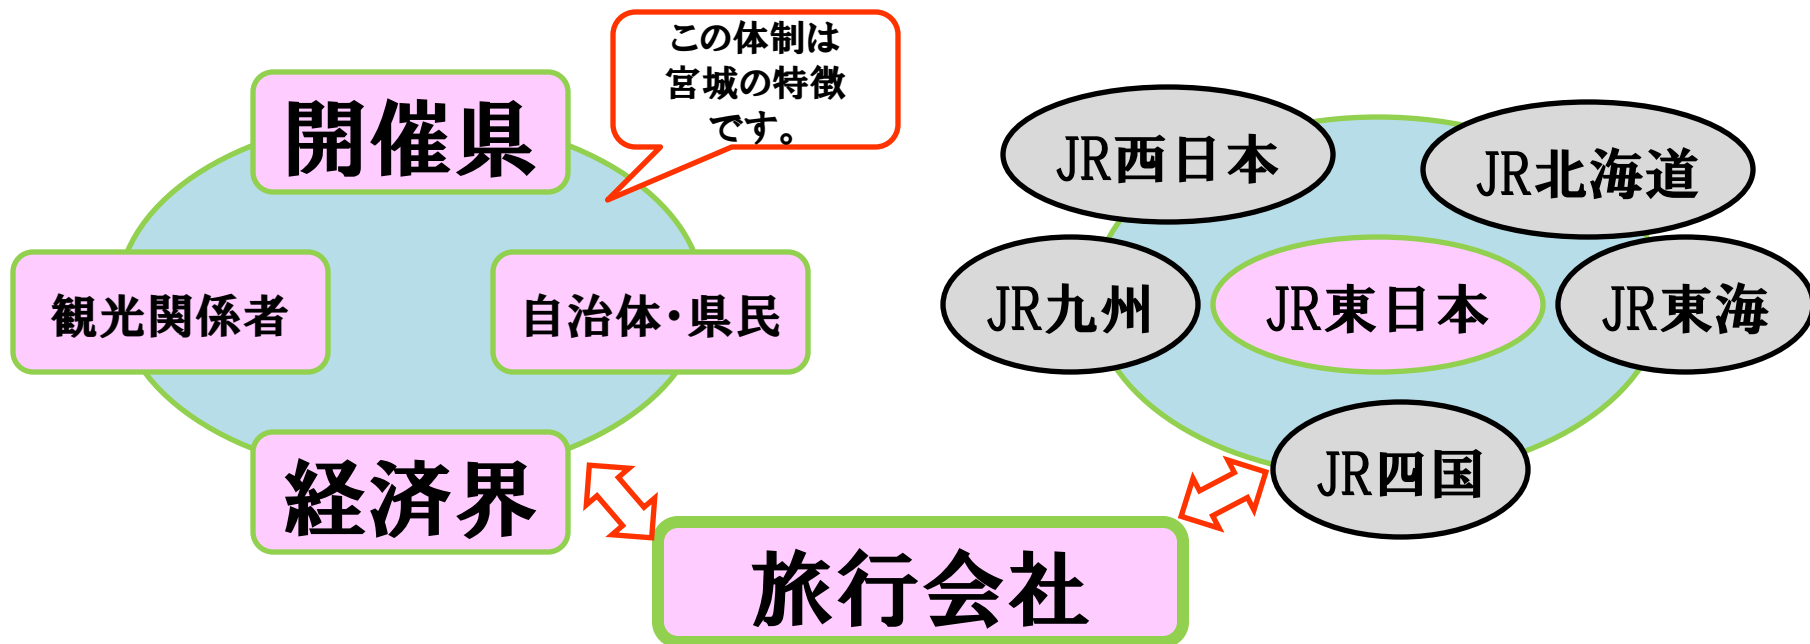 この体制は
宮城の特徴
です。
開催県
観光関係者
自治体・県民
経済界
JR西日本
JR北海道
JR九州
JR東日本
JR東海
JR四国
旅行会社